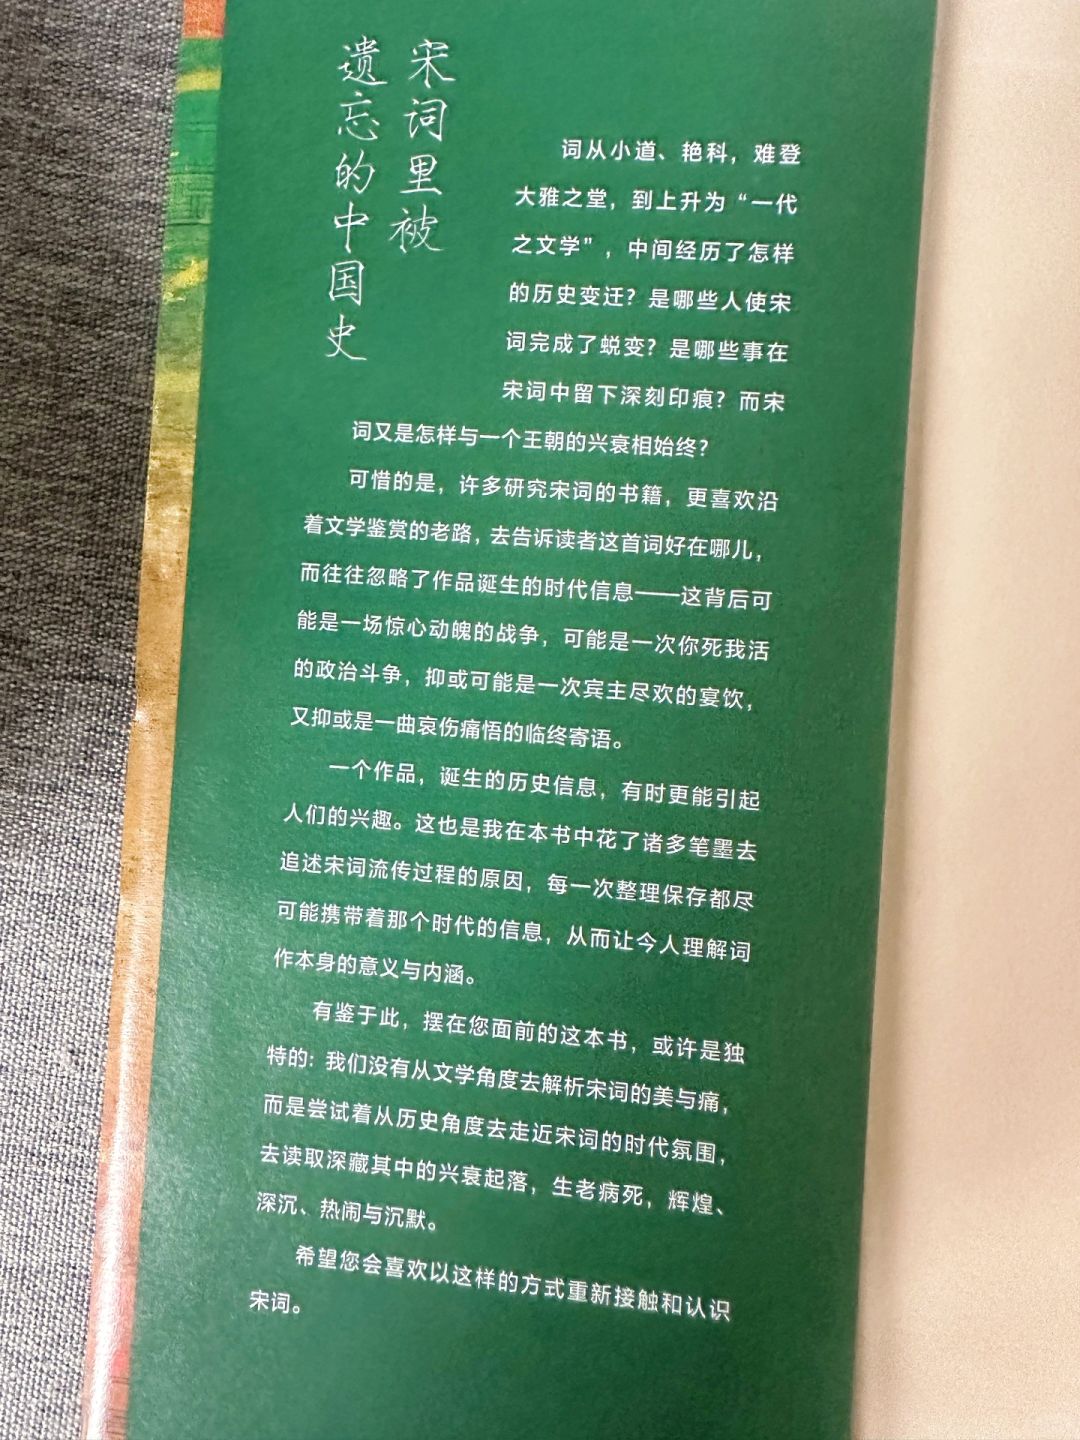 宋词里被
遗忘的中国史
词从小道、艳科，难登
大雅之堂，到上升为“一代
之文学”，中间经历了怎样
的历史变迁？是哪些人使宋
词完成了蜕变？是哪些事在
宋词中留下深刻印痕？而宋
词又是怎样与一个王朝的兴衰相始终？
可惜的是，许多研究宋词的书籍，更喜欢沿
着文学鉴赏的老路，去告诉读者这首词好在哪儿，
而往往忽略了作品诞生的时代信息——这背后可
能是一场惊心动魄的战争，可能是一次你死我活
的政治斗争，抑或可能是一次宾主尽欢的宴饮，
又抑或是一曲哀伤痛悟的临终寄语。
一个作品，诞生的历史信息，有时更能引起
人们的兴趣。这也是我在本书中花了诸多笔墨去
追述宋词流传过程的原因，每一次整理保存都尽
可能携带着那个时代的信息，从而让今人理解词
作本身的意义与内涵。
有鉴于此，摆在您面前的这本书，或许是独
特的：我们没有从文学角度去解析宋词的美与痛，
而是尝试着从历史角度去走近宋词的时代氛围，
去读取深藏其中的兴衰起落，生老病死，辉煌、
深沉、热闹与沉默。
希望您会喜欢以这样的方式重新接触和认识
宋词。